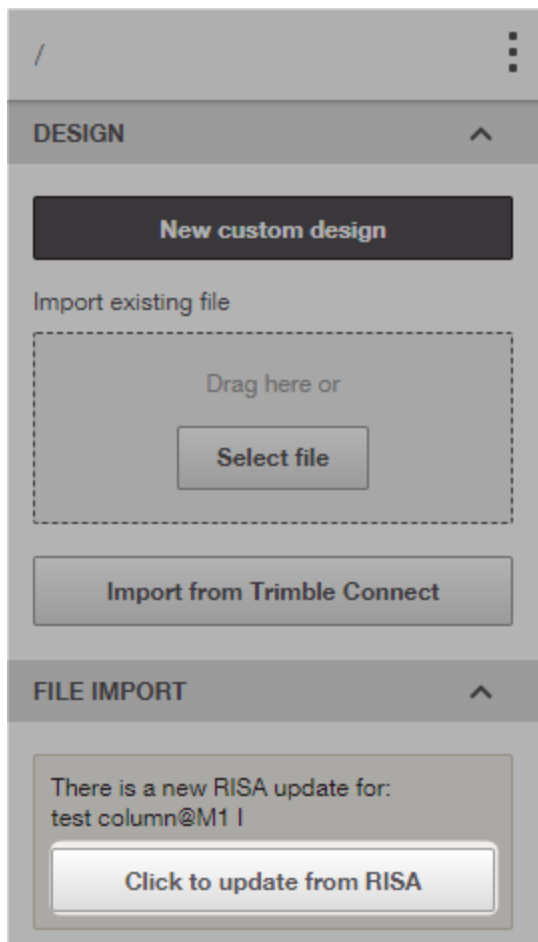 /
DESIGN
New custom design
Import existing file
Drag here or
Select file
Import from Trimble Connect
FILE IMPORT
There is a new RISA update for:
test column@M1 I
Click to update from RISA